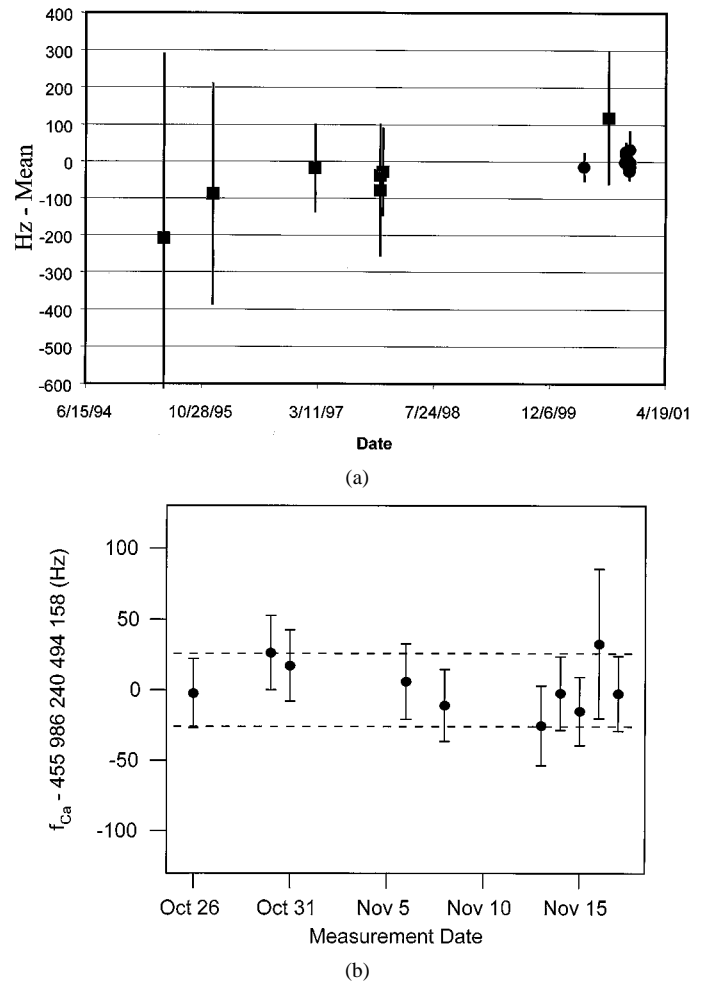 400
300
200
100
0
-100
-200
-300
-400
-500
-600
Hz - Mean
6/15/94 10/28/95 3/11/97 7/24/98 12/6/99 4/19/01
Date
(a)
100
50
0
-50
-100
f_Ca - 455 986 240 494 158 (Hz)
Oct 26 Oct 31 Nov 5 Nov 10 Nov 15
Measurement Date
(b)